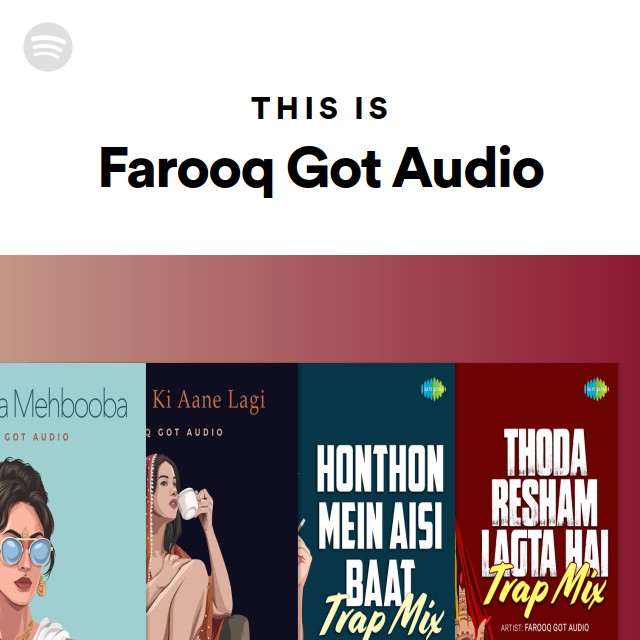 THIS IS
Farooq Got Audio
a Mehbooba
GOT AUDIO
Ki Aane Lagi
Q GOT AUDIO
HONTHON
MEIN AISI
BAAT
Trap Mix
THODA
RESHAM
LAGTA HAI
Trap Mix
ARTIST: FAROOQ GOT AUDIO